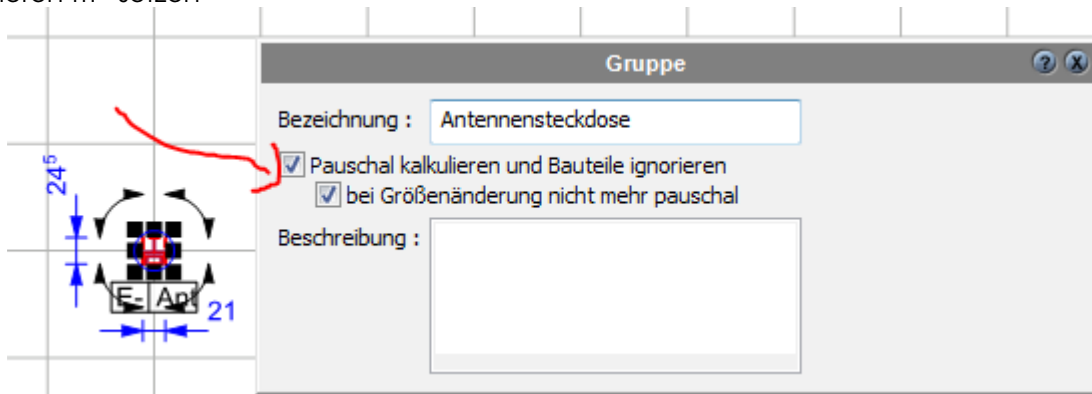 Gruppe
Bezeichnung : Antennensteckdose
Pauschal kalkulieren und Bauteile ignorieren
bei Größenänderung nicht mehr pauschal
Beschreibung :
24⁵
E- Ant
21